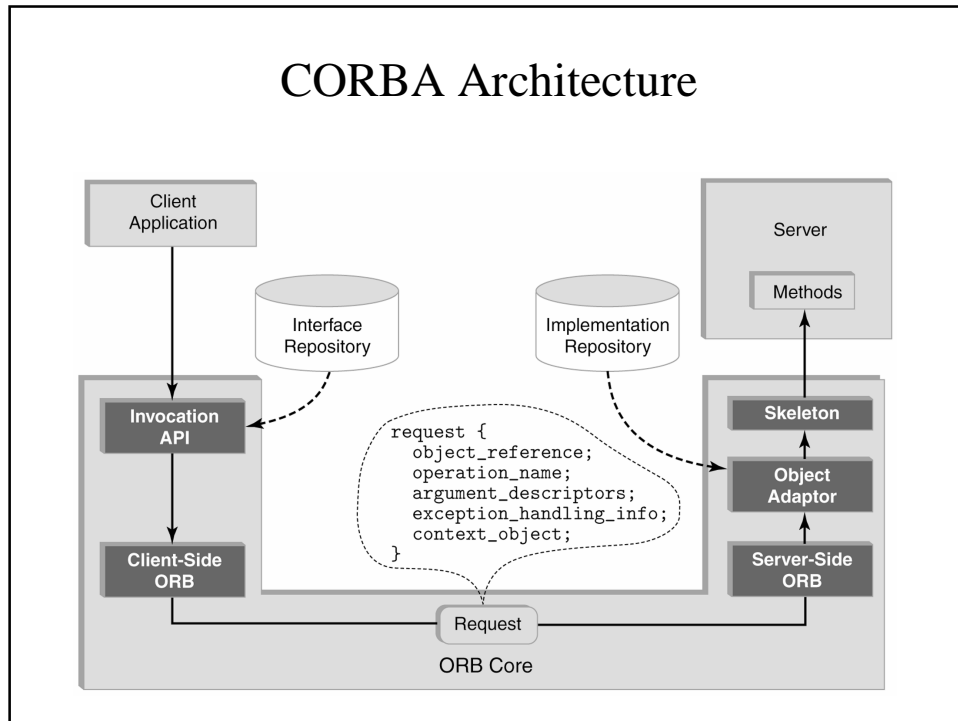 CORBA Architecture
Client
Application
Server
Methods
Interface
Repository
Implementation
Repository
Invocation
API
Skeleton
request {
object_reference;
operation_name;
argument_descriptors;
exception_handling_info;
context_object;
}
Object
Adaptor
Client-Side
ORB
Server-Side
ORB
Request
ORB Core